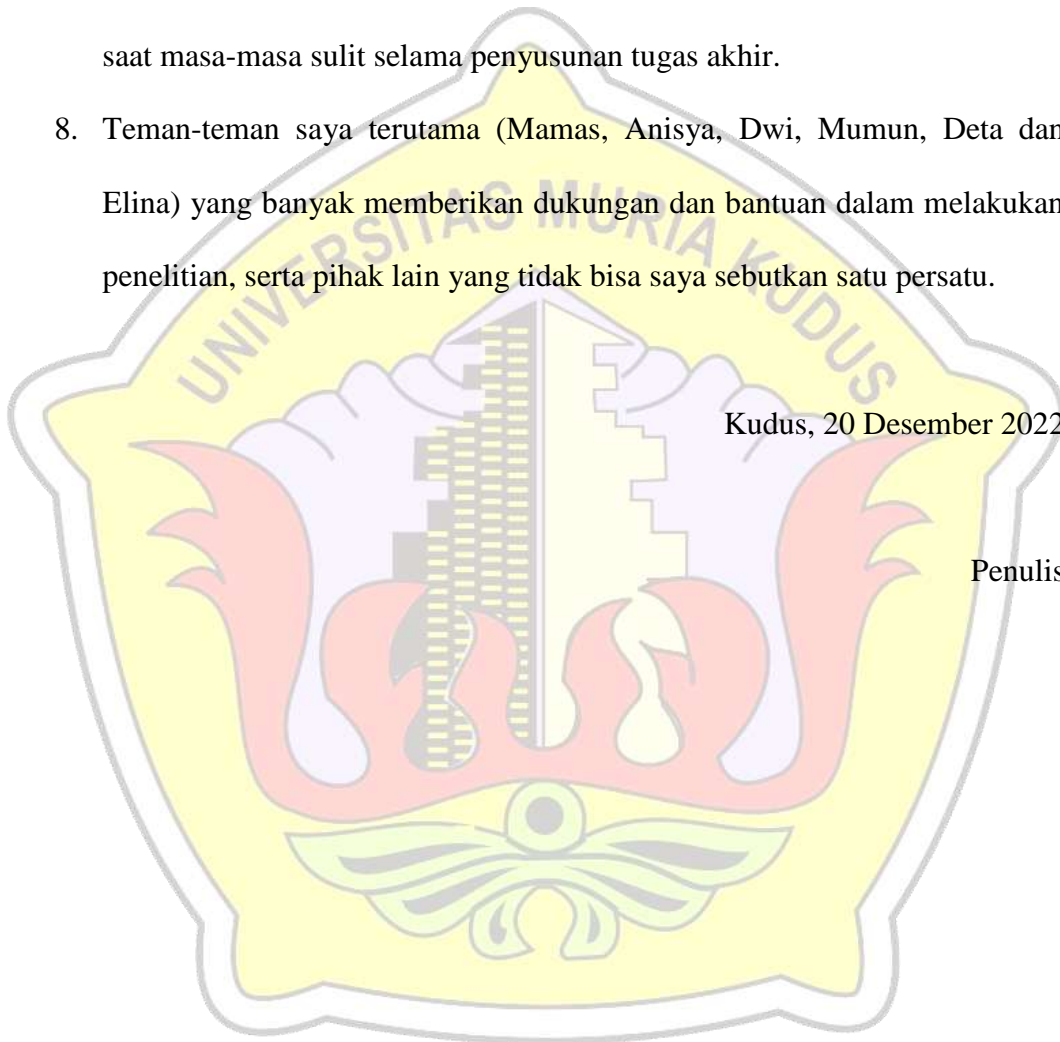 saat masa-masa sulit selama penyusunan tugas akhir.
8. Teman-teman saya terutama (Mamas, Anisya, Dwi, Mumun, Deta dan
Elina) yang banyak memberikan dukungan dan bantuan dalam melakukan
penelitian, serta pihak lain yang tidak bisa saya sebutkan satu persatu.
UNIVERSITAS MURIA KUDUS
Kudus, 20 Desember 2022
Penulis